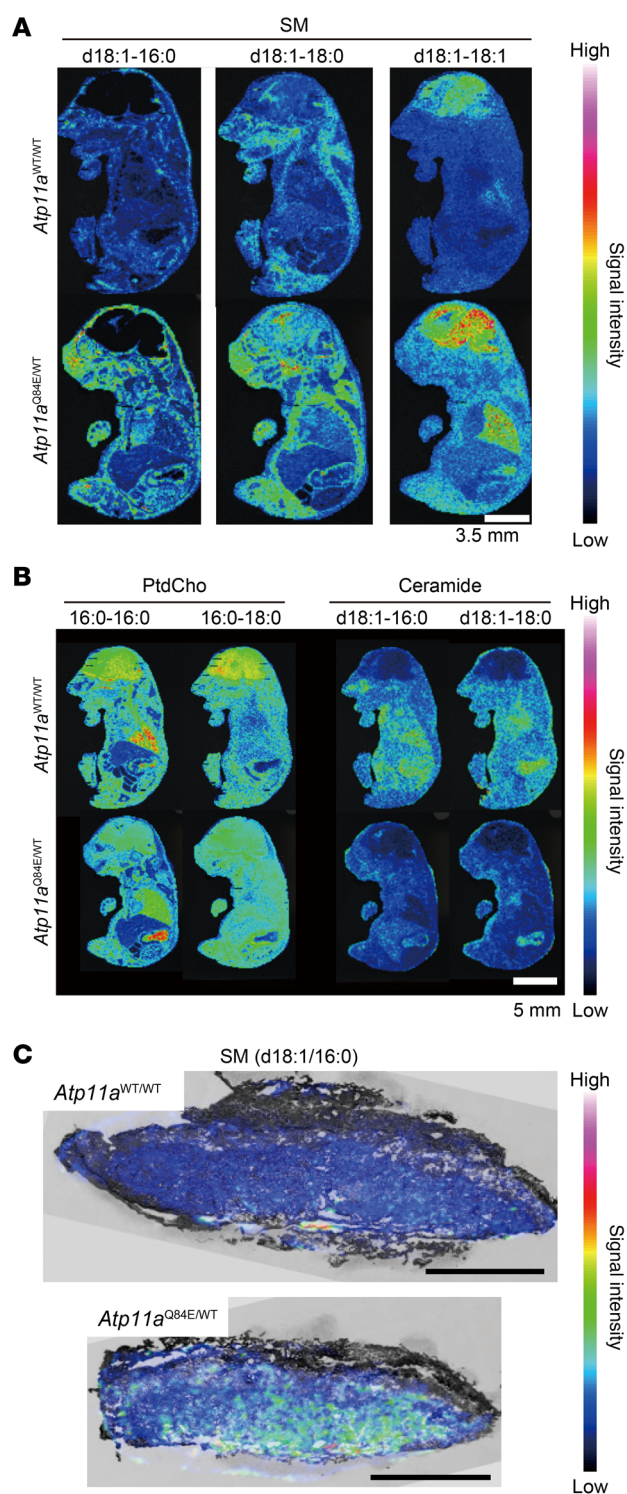 A
SM
d18:1-16:0 d18:1-18:0 d18:1-18:1
High
Atp11aWT/WT
Signal intensity
Atp11aQ84E/WT
3.5 mm
Low
B
PtdCho Ceramide
16:0-16:0 16:0-18:0 d18:1-16:0 d18:1-18:0
High
Atp11aWT/WT
Signal intensity
Atp11aQ84E/WT
5 mm
Low
C
SM (d18:1/16:0)
High
Atp11aWT/WT
Signal intensity
Atp11aQ84E/WT
Low